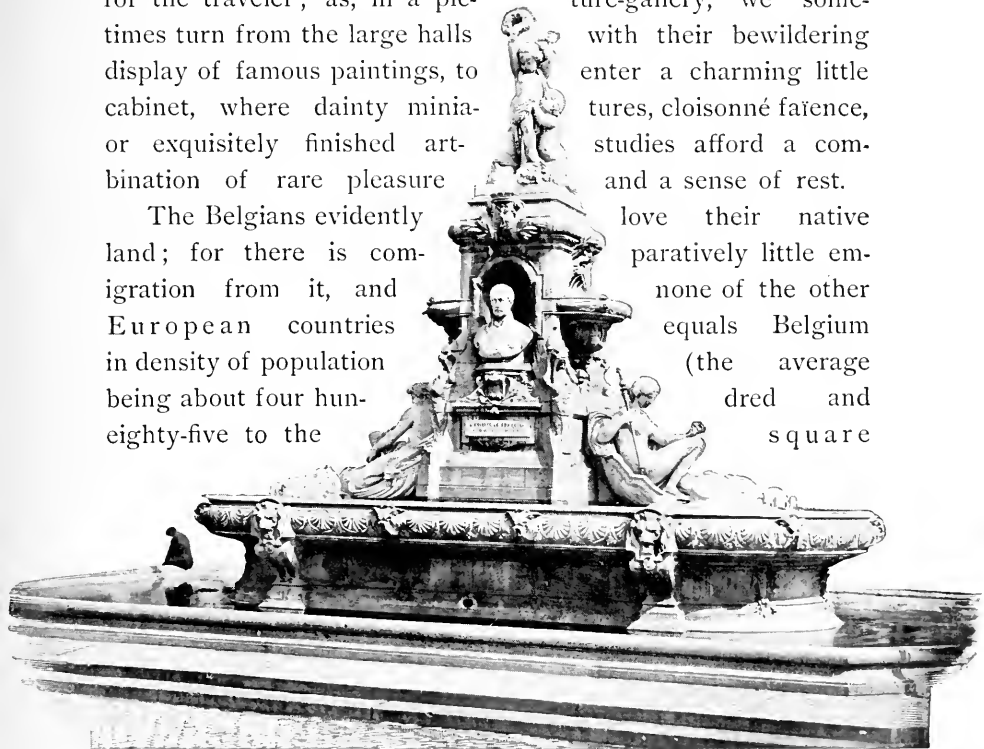 for the traveler; as, in a pic- ture-gallery, we some-
times turn from the large halls with their bewildering
display of famous paintings, to enter a charming little
cabinet, where dainty minia- tures, cloisonné faïence,
or exquisitely finished art- studies afford a com-
bination of rare pleasure and a sense of rest.
The Belgians evidently love their native
land; for there is com- paratively little em-
igration from it, and none of the other
European countries equals Belgium
in density of population (the average
being about four hun- dred and
eighty-five to the square